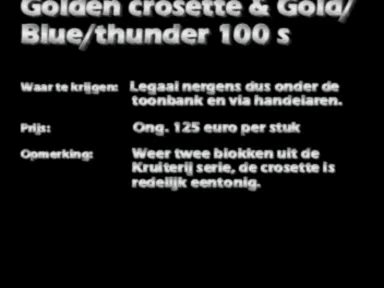 Golden crosette & Gold/
Blue/thunder 100 s
Waar te krijgen: Legaal nergens dus onder de
toonbank en via handelaren.
Prijs: Ong. 125 euro per stuk
Opmerking: Weer twee blokken uit de
Kruiterij serie, de crosette is
redelijk eentonig.